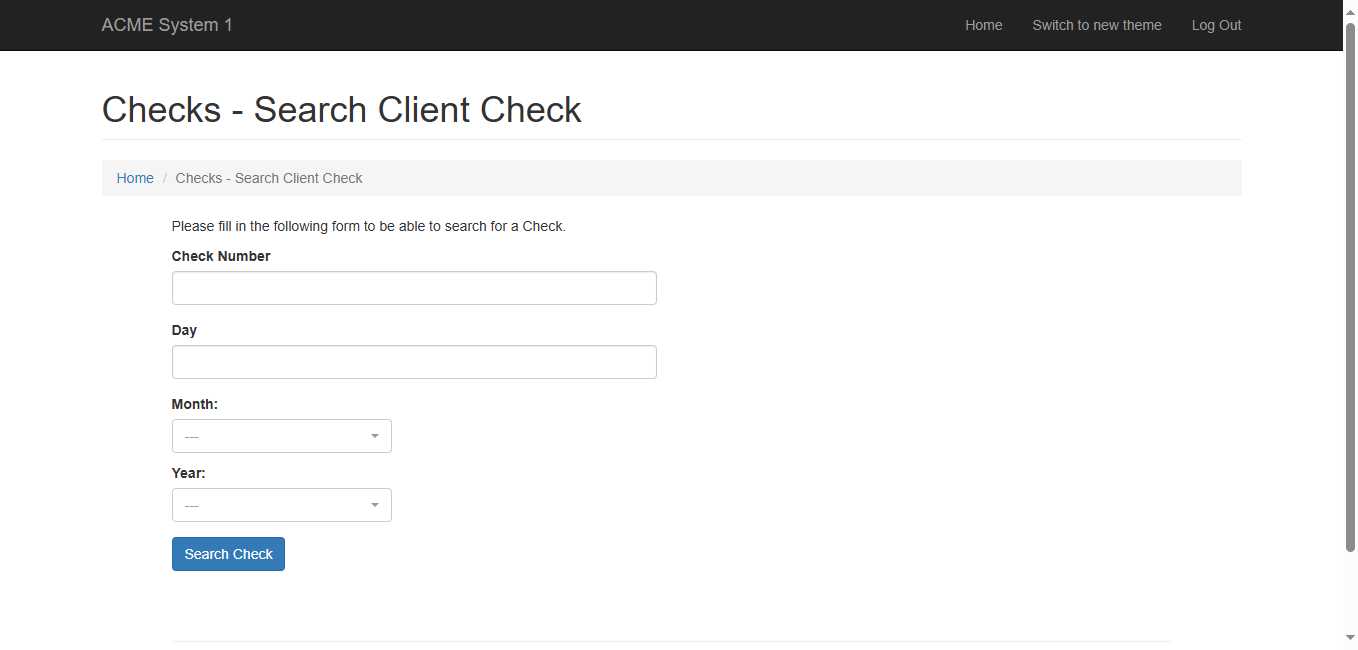 ACME System 1 Home Switch to new theme Log Out
Checks - Search Client Check
Home / Checks - Search Client Check
Please fill in the following form to be able to search for a Check.
Check Number
Day
Month:
---
Year:
---
Search Check